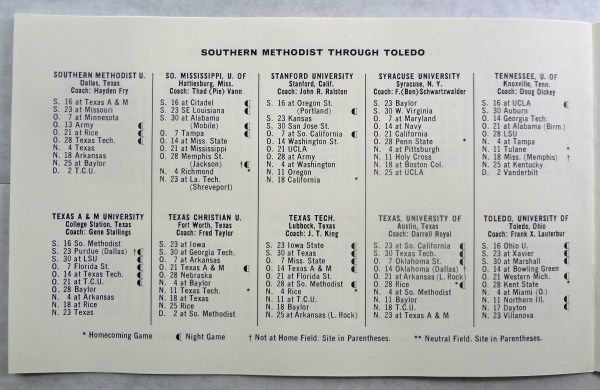 SOUTHERN METHODIST THROUGH TOLEDO
SOUTHERN METHODIST U.
Dallas, Texas
Coach: Hayden Fry
S. 16 at Texas A & M
S. 23 at Missouri
O. 7 at Minnesota
O. 13 Army
O. 21 at Rice
O. 28 Texas Tech.
N. 4 Texas
N. 18 Arkansas
N. 25 at Baylor
D. 2 T.C.U.
SO. MISSISSIPPI, U. OF
Hattiesburg, Miss.
Coach: Thad (Pie) Vann
S. 16 at Citadel
S. 23 SE Louisiana
S. 30 at Alabama
(Mobile)
O. 7 Tampa
O. 14 at Miss. State
O. 21 at Mississippi
O. 28 Memphis St.
(Jackson) †
N. 4 Richmond *
N. 23 at La. Tech.
(Shreveport)
STANFORD UNIVERSITY
Stanford, Calif.
Coach: John R. Ralston
S. 16 at Oregon St.
(Portland)
S. 23 Kansas
S. 30 San Jose St.
O. 7 at So. California
O. 14 Washington St.
O. 21 UCLA
O. 28 at Army
N. 4 at Washington
N. 11 Oregon
N. 18 California *
SYRACUSE UNIVERSITY
Syracuse, N. Y.
Coach: F.(Ben)Schwartzwalder
S. 23 Baylor
S. 30 W. Virginia
O. 7 at Maryland
O. 14 at Navy
O. 21 California
O. 28 Penn State *
N. 4 at Pittsburgh
N. 11 Holy Cross
N. 18 at Boston Col.
N. 25 at UCLA
TENNESSEE, U. OF
Knoxville, Tenn.
Coach: Doug Dickey
S. 16 at UCLA
S. 30 Auburn
O. 14 Georgia Tech.
O. 21 at Alabama (Birm.)
O. 28 LSU
N. 4 at Tampa
N. 11 Tulane *
N. 18 Miss. (Memphis) †
N. 25 at Kentucky
D. 2 Vanderbilt
TEXAS A & M UNIVERSITY
College Station, Texas
Coach: Gene Stallings
S. 16 So. Methodist
S. 23 Purdue (Dallas) †
S. 30 at LSU
O. 7 Florida St.
O. 14 at Texas Tech.
O. 21 at T.C.U.
O. 28 Baylor
N. 4 at Arkansas
N. 18 at Rice
N. 23 Texas
TEXAS CHRISTIAN U.
Fort Worth, Texas
Coach: Fred Taylor
S. 23 at Iowa
S. 30 at Georgia Tech.
O. 7 at Arkansas
O. 21 Texas A & M
O. 28 Nebraska
N. 4 at Baylor
N. 11 Texas Tech. *
N. 18 at Texas
N. 25 Rice
D. 2 at So. Methodist
TEXAS TECH.
Lubbock, Texas
Coach: J. T. King
S. 23 Iowa State
S. 30 at Texas
O. 7 Miss. State
O. 14 Texas A & M
O. 21 at Florida St.
O. 28 at So. Methodist
N. 4 Rice *
N. 11 at T.C.U.
N. 18 Baylor
N. 25 at Arkansas (L. Rock)
TEXAS, UNIVERSITY OF
Austin, Texas
Coach: Darrell Royal
S. 23 at So. California
S. 30 Texas Tech.
O. 7 Oklahoma St.
O. 14 Oklahoma (Dallas) †
O. 21 at Arkansas (L. Rock)
O. 28 Rice *
N. 4 at So. Methodist
N. 11 Baylor
N. 18 T.C.U.
N. 23 at Texas A & M
TOLEDO, UNIVERSITY OF
Toledo, Ohio
Coach: Frank X. Lauterbur
S. 16 Ohio U.
S. 23 at Xavier
S. 30 at Marshall
O. 14 at Bowling Green
O. 21 Western Mich.
O. 28 Kent State *
N. 4 at Miami (O.)
N. 11 Northern Ill.
N. 17 Dayton
N. 23 Villanova
* Homecoming Game Night Game † Not at Home Field. Site in Parentheses. ** Neutral Field. Site in Parentheses.